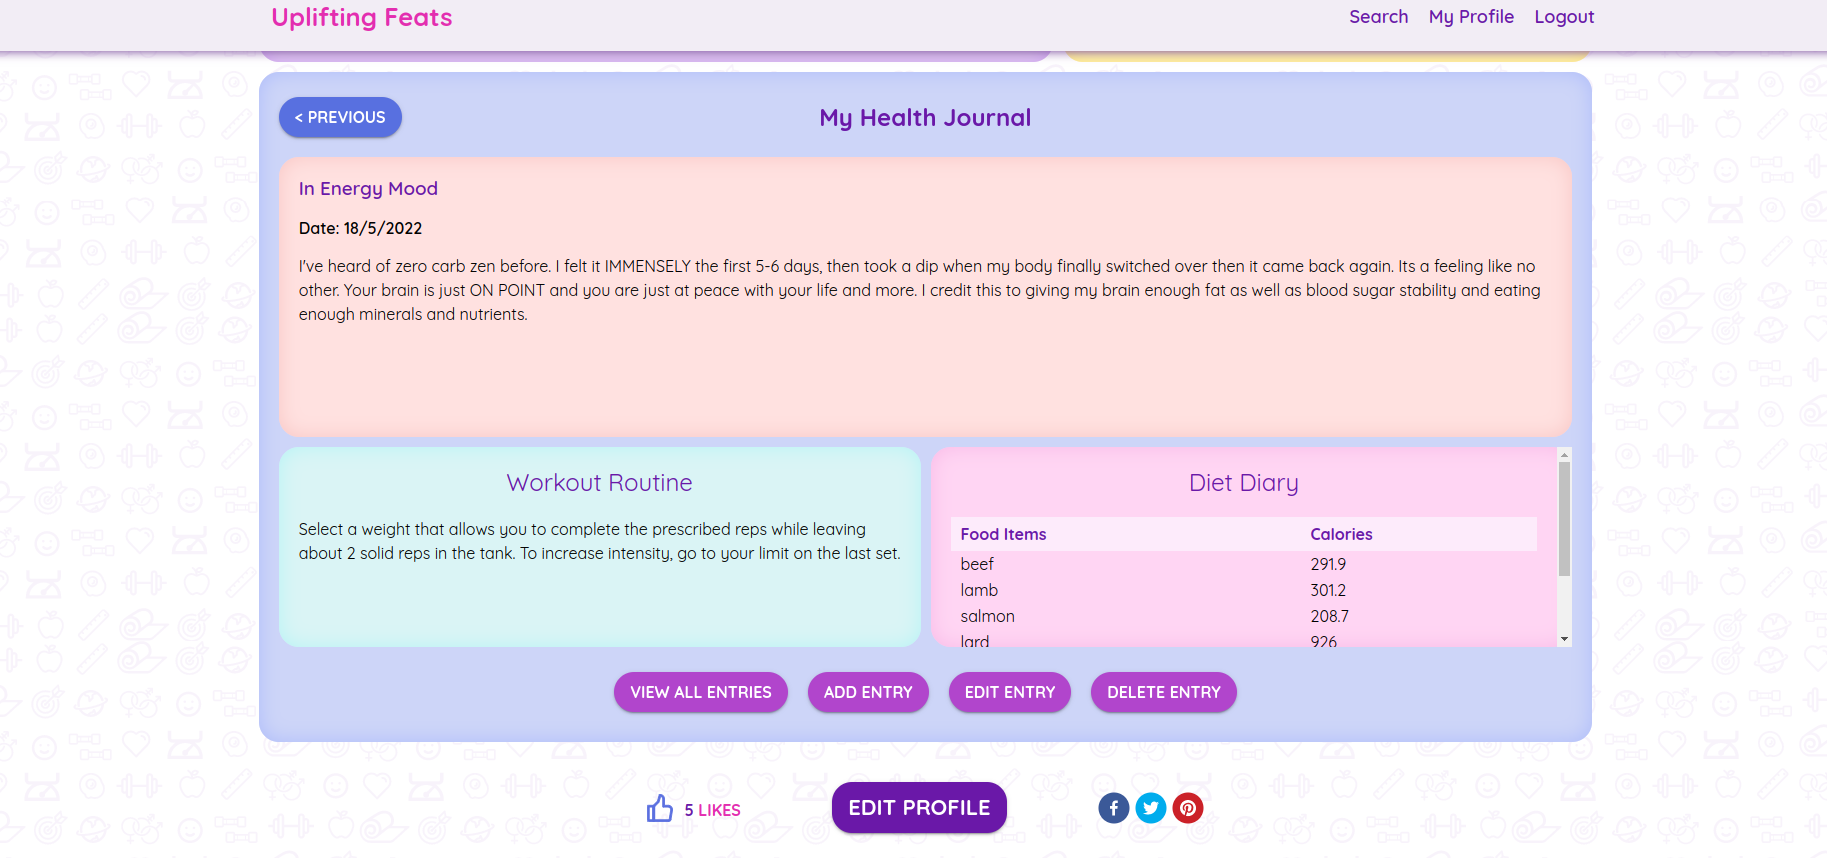 Uplifting Feats
Search My Profile Logout
< PREVIOUS
My Health Journal
In Energy Mood
Date: 18/5/2022
I've heard of zero carb zen before. I felt it IMMENSELY the first 5-6 days, then took a dip when my body finally switched over then it came back again. Its a feeling like no
other. Your brain is just ON POINT and you are just at peace with your life and more. I credit this to giving my brain enough fat as well as blood sugar stability and eating
enough minerals and nutrients.
Workout Routine
Select a weight that allows you to complete the prescribed reps while leaving
about 2 solid reps in the tank. To increase intensity, go to your limit on the last set.
Diet Diary
Food Items Calories
beef 291.9
lamb 301.2
salmon 208.7
lard 926
VIEW ALL ENTRIES ADD ENTRY EDIT ENTRY DELETE ENTRY
5 LIKES
EDIT PROFILE